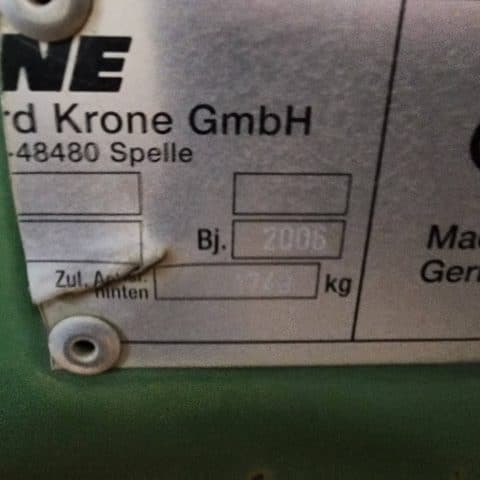 NE
rd Krone GmbH
-48480 Spelle
Bj. 2006
Zul.
hinten kg
Ma
Ger